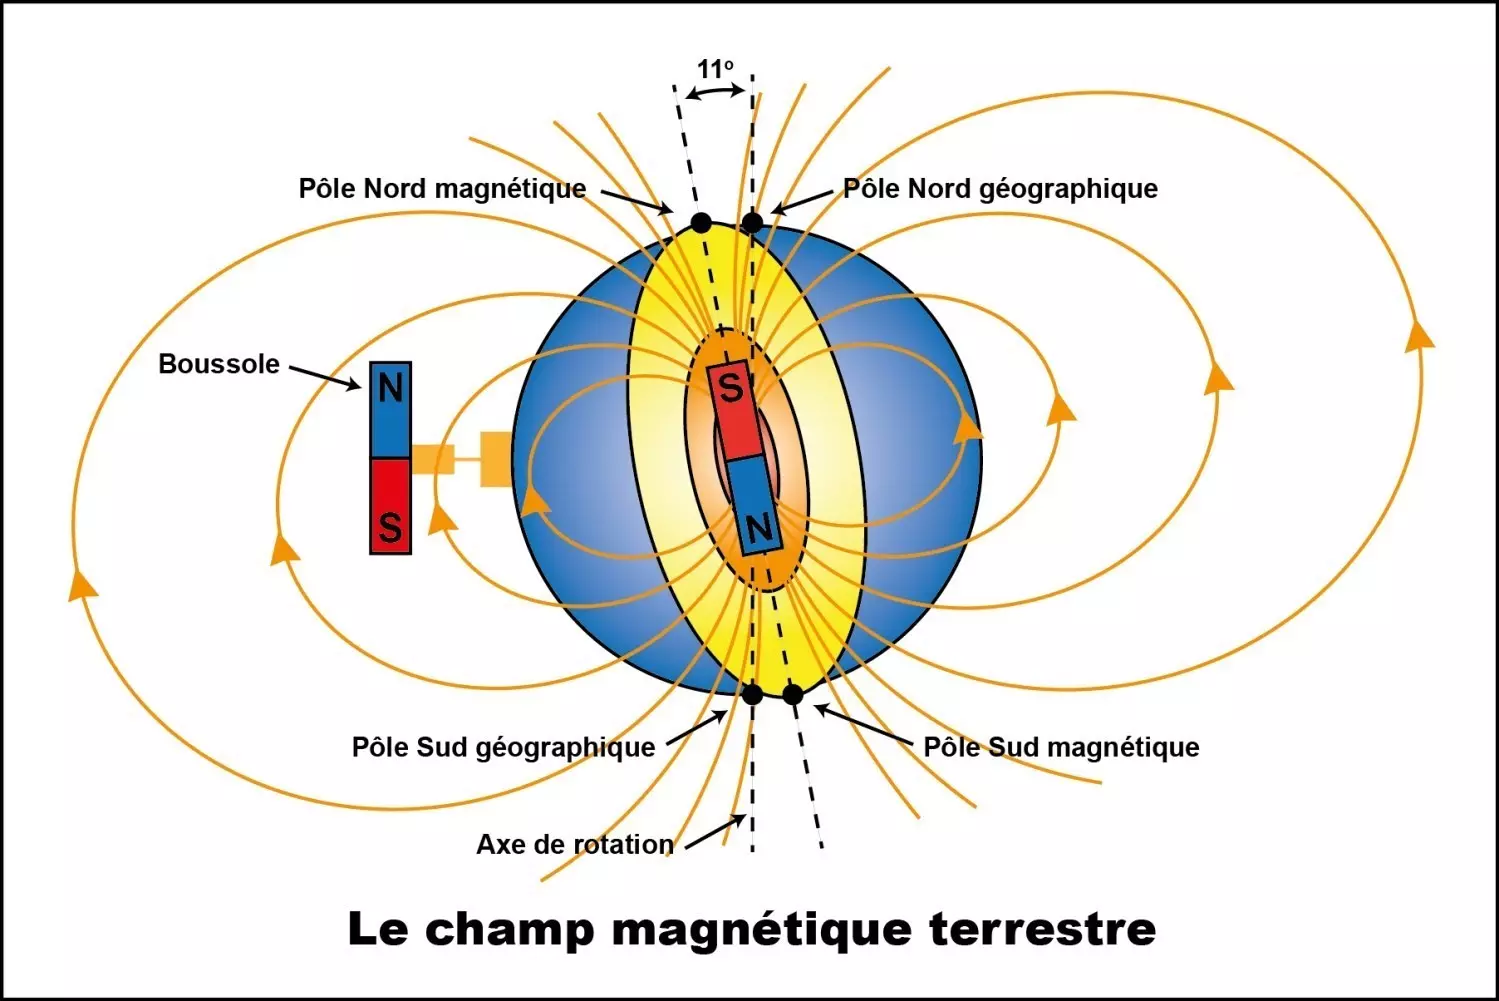 11º
Pôle Nord magnétique
Pôle Nord géographique
Boussole
N
S
S
N
Pôle Sud géographique
Pôle Sud magnétique
Axe de rotation
Le champ magnétique terrestre